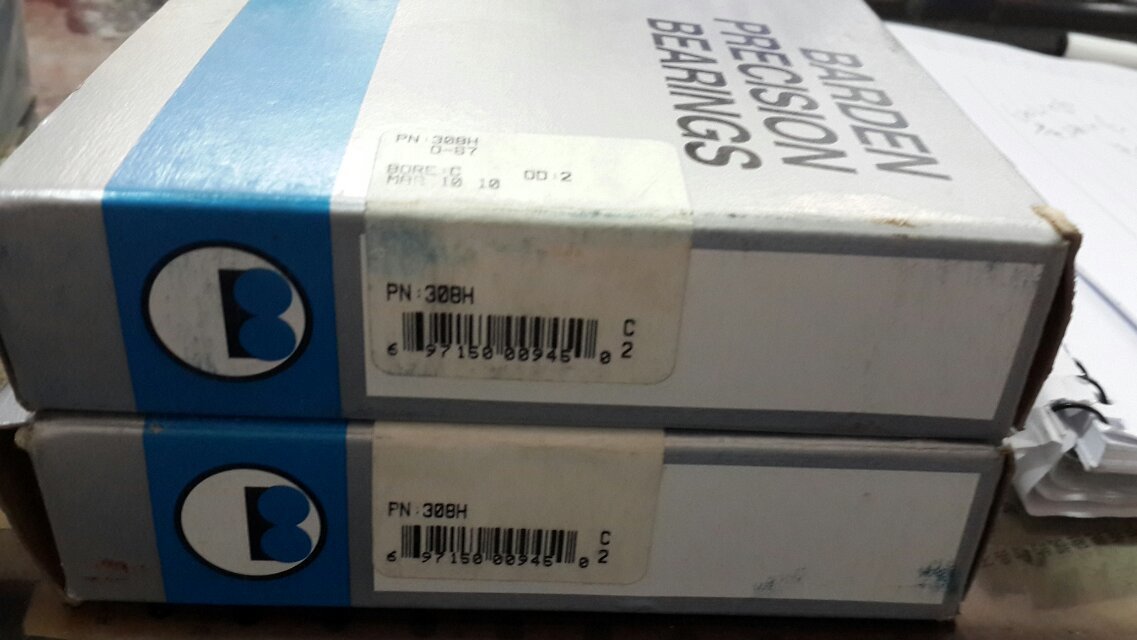 BARDEN
PRECISION
BEARINGS
PN:308H
O-67
BORE:C OD:2
MAR 10 10
PN:308H
6 97150 00945 0
C
2
PN:308H
6 97150 00945 0
C
2